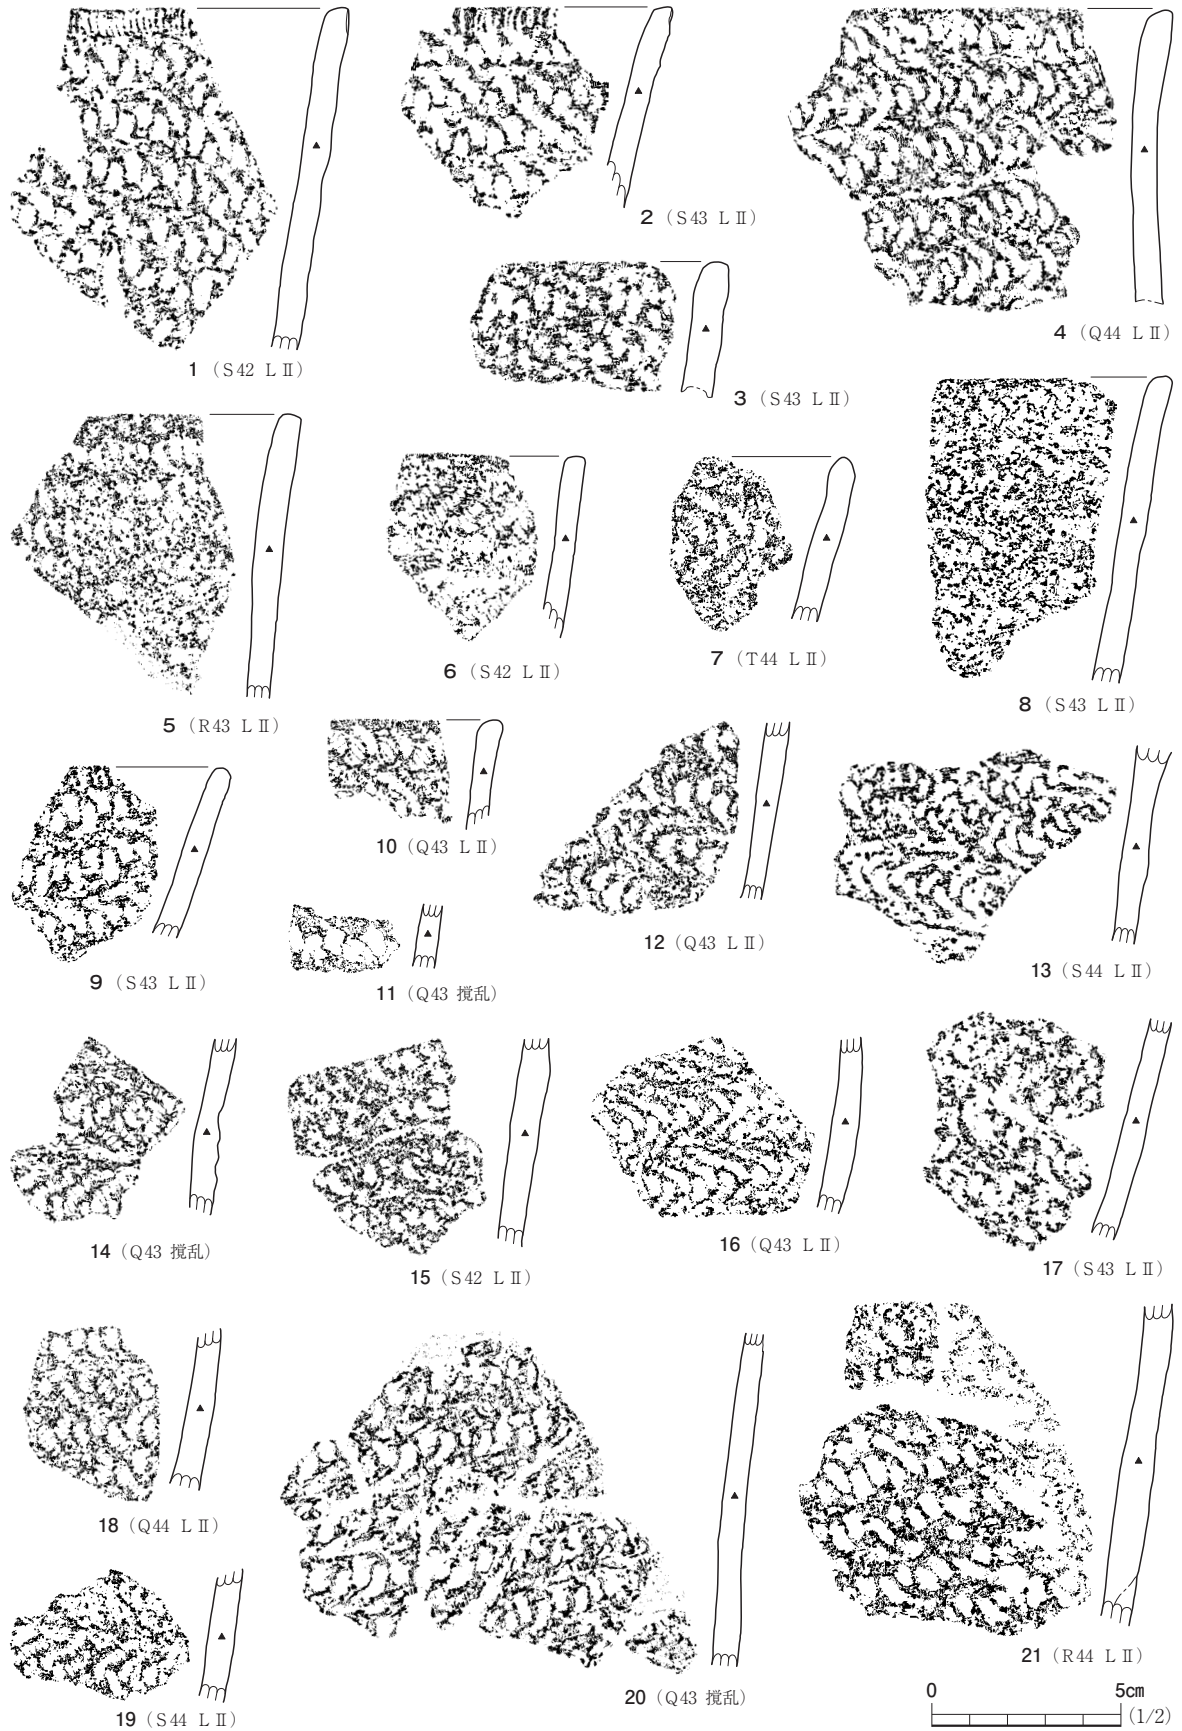 1（S42 LⅡ）
2（S43 LⅡ）
3（S43 LⅡ）
4（Q44 LⅡ）
5（R43 LⅡ）
6（S42 LⅡ）
7（T44 LⅡ）
8（S43 LⅡ）
9（S43 LⅡ）
10（Q43 LⅡ）
11（Q43 撹乱）
12（Q43 LⅡ）
13（S44 LⅡ）
14（Q43 撹乱）
15（S42 LⅡ）
16（Q43 LⅡ）
17（S43 LⅡ）
18（Q44 LⅡ）
19（S44 LⅡ）
20（Q43 撹乱）
21（R44 LⅡ）
0 5cm
(1/2)